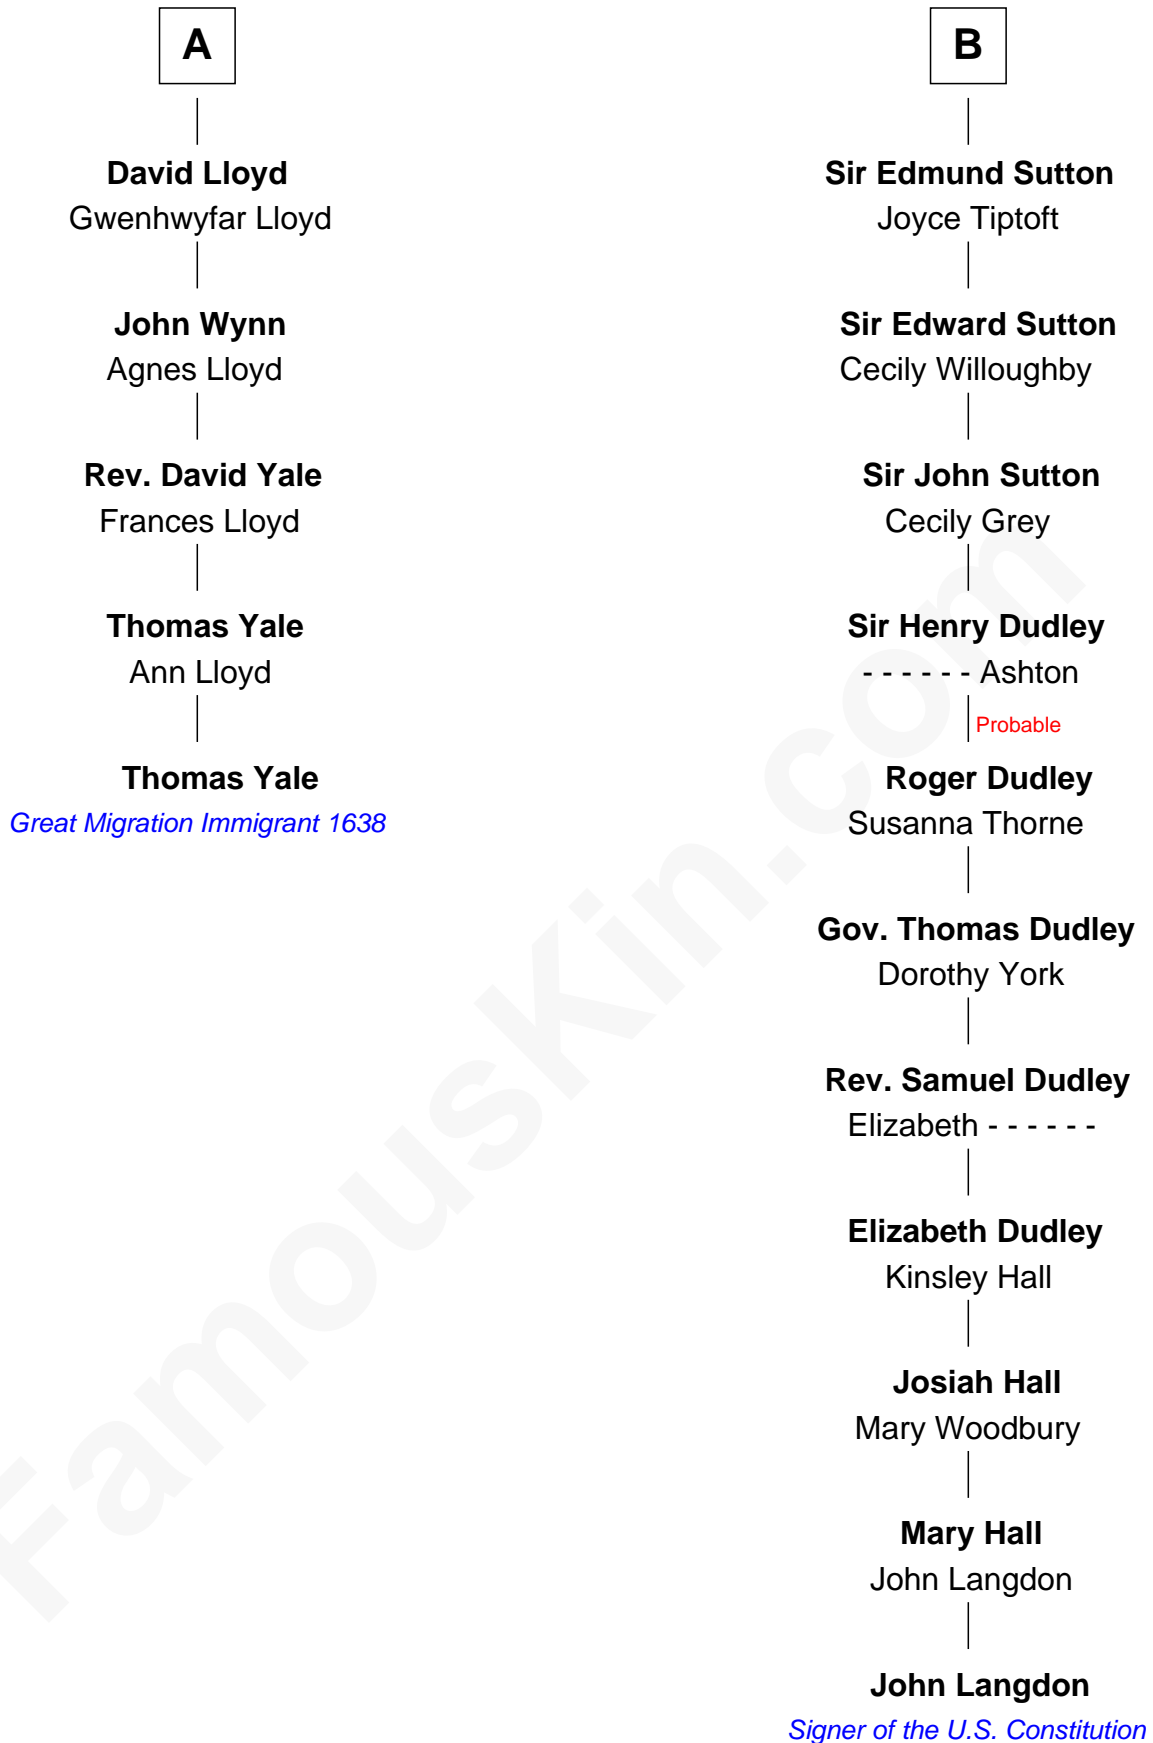 A
David Lloyd
Gwenhwyfar Lloyd
John Wynn
Agnes Lloyd
Rev. David Yale
Frances Lloyd
Thomas Yale
Ann Lloyd
Thomas Yale
Great Migration Immigrant 1638
B
Sir Edmund Sutton
Joyce Tiptoft
Sir Edward Sutton
Cecily Willoughby
Sir John Sutton
Cecily Grey
Sir Henry Dudley
- - - - - - Ashton
Probable
Roger Dudley
Susanna Thorne
Gov. Thomas Dudley
Dorothy York
Rev. Samuel Dudley
Elizabeth - - - - - -
Elizabeth Dudley
Kinsley Hall
Josiah Hall
Mary Woodbury
Mary Hall
John Langdon
John Langdon
Signer of the U.S. Constitution
FamousKin.com